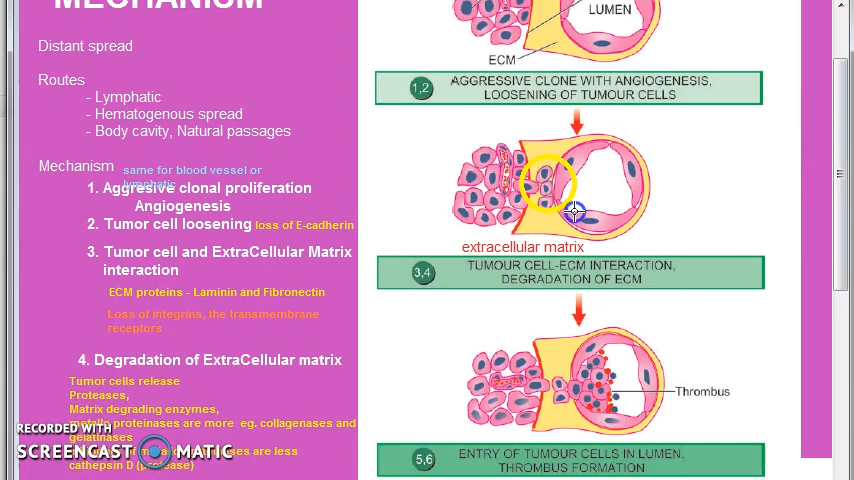 MECHANISM
Distant spread
Routes
- Lymphatic
- Hematogenous spread
- Body cavity, Natural passages
Mechanism
same for blood vessel or
lymphatic
1. Aggresive clonal proliferation
Angiogenesis
2. Tumor cell loosening loss of E-cadherin
3. Tumor cell and ExtraCellular Matrix
interaction
ECM proteins - Laminin and Fibronectin
Loss of integrins, the transmembrane
receptors
4. Degradation of ExtraCellular matrix
Tumor cells release
Proteases,
Matrix degrading enzymes,
metallo proteinases are more eg. collagenases and
gelatinases
are less
cathepsin D (protease)
LUMEN
ECM
1,2 AGGRESSIVE CLONE WITH ANGIOGENESIS,
LOOSENING OF TUMOUR CELLS
extracellular matrix
3,4 TUMOUR CELL-ECM INTERACTION,
DEGRADATION OF ECM
Thrombus
5,6 ENTRY OF TUMOUR CELLS IN LUMEN,
THROMBUS FORMATION
RECORDED WITH
SCREENCAST MATIC